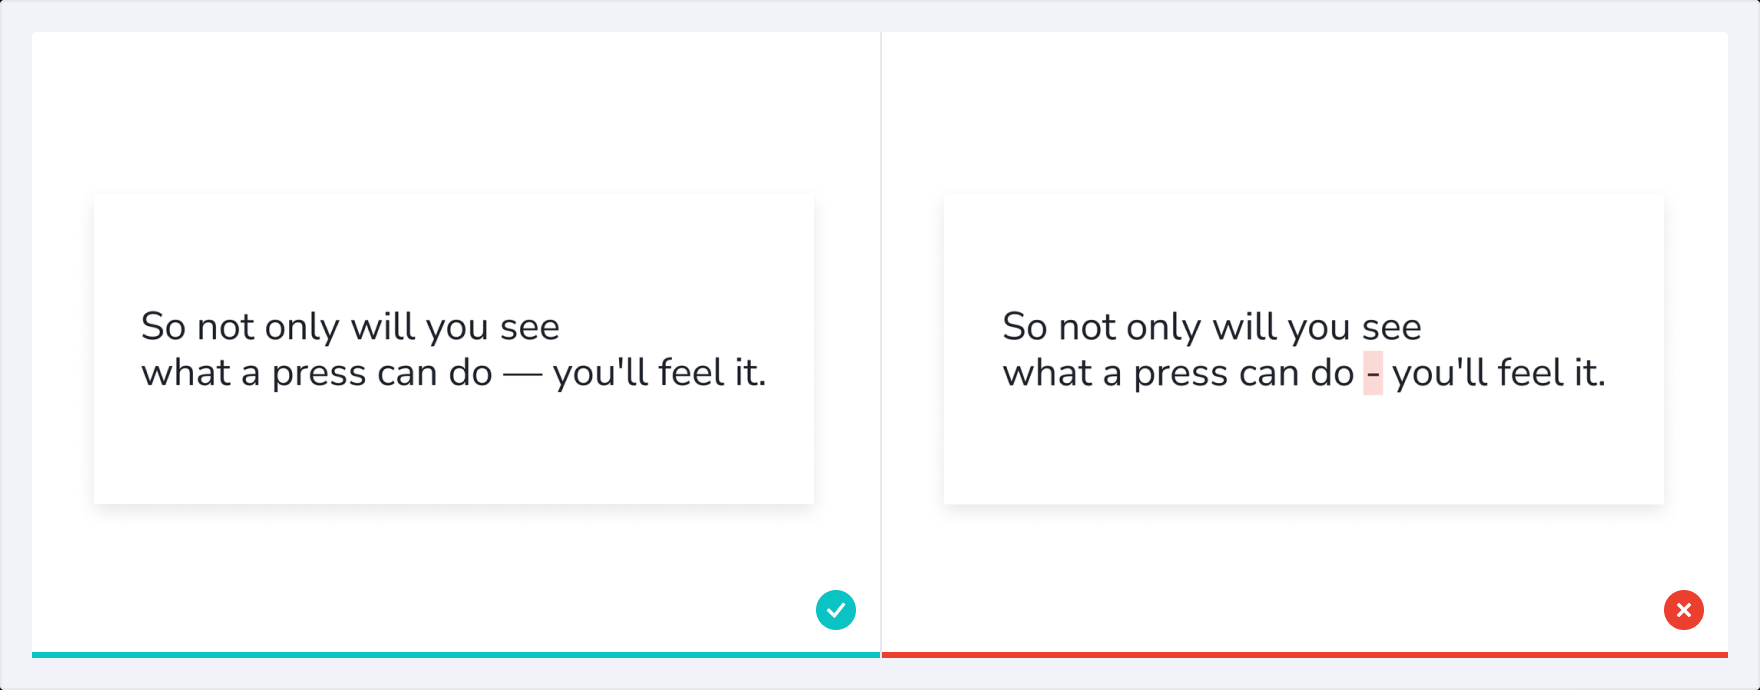 So not only will you see
what a press can do — you'll feel it.
So not only will you see
what a press can do - you'll feel it.